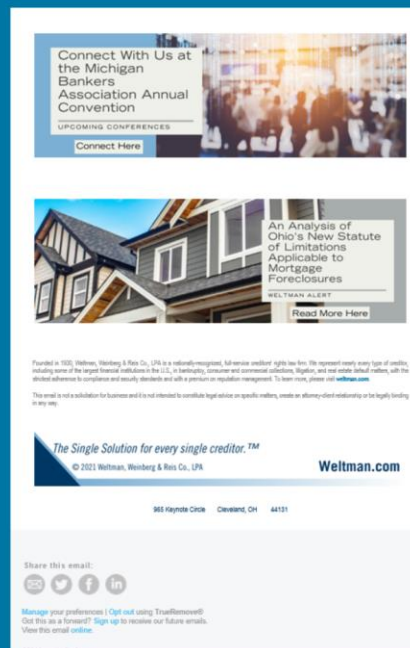 Connect With Us at
the Michigan
Bankers
Association Annual
Convention
UPCOMING CONFERENCES
Connect Here
An Analysis of
Ohio's New Statute
of Limitations
Applicable to
Mortgage
Foreclosures
WELTMAN ALERT
Read More Here
Founded in 1930, Weltman, Weinberg & Reis Co., LPA is a nationally-recognized, full-service creditors' rights law firm. We represent nearly every type of creditor,
including some of the largest financial institutions in the U.S., in bankruptcy, consumer and commercial collections, litigation, and real estate default matters, with the
strictest adherence to compliance and security standards and with a premium on reputation management. To learn more, please visit weltman.com.
This email is not a solicitation for business and it is not intended to constitute legal advice on specific matters, create an attorney-client relationship or be legally binding
in any way.
The Single Solution for every single creditor.™
© 2021 Weltman, Weinberg & Reis Co., LPA
Weltman.com
965 Keynote Circle Cleveland, OH 44131
Share this email:
Manage your preferences | Opt out using TrueRemove®
Got this as a forward? Sign up to receive our future emails.
View this email online.